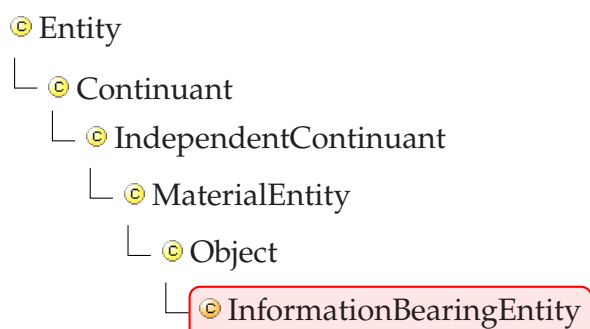 Entity
Continuant
IndependentContinuant
MaterialEntity
Object
InformationBearingEntity